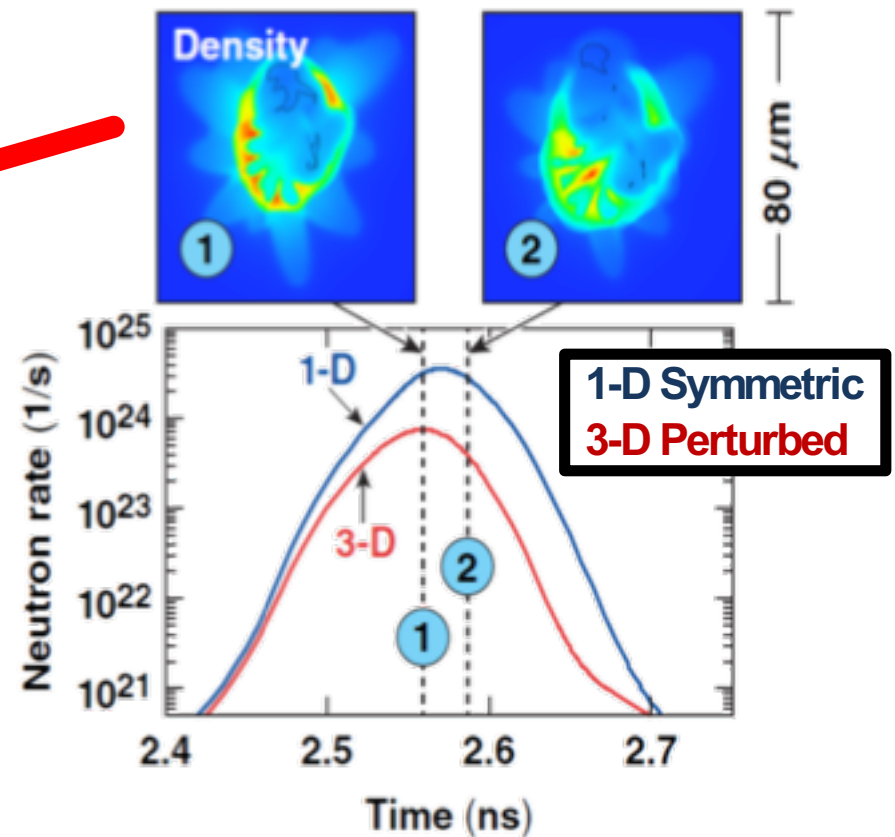 Density
1
2
80 μm
10²⁵
10²⁴
10²³
10²²
10²¹
Neutron rate (1/s)
1-D
3-D
1-D Symmetric
3-D Perturbed
2
1
2.4
2.5
2.6
2.7
Time (ns)